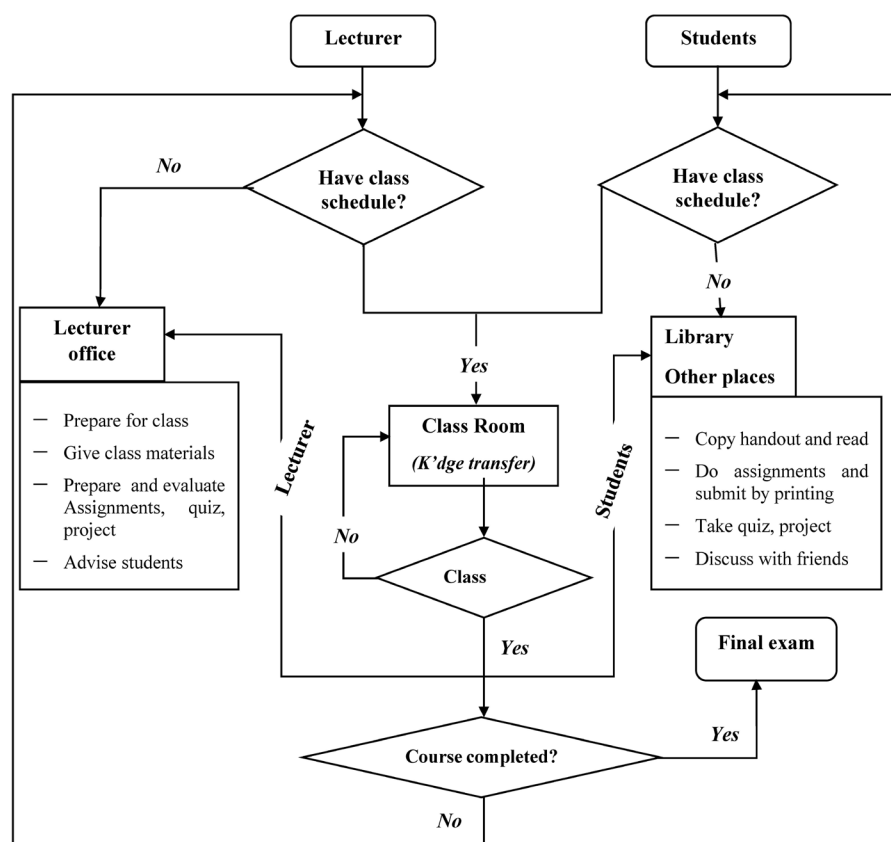 Lecturer
Students
No
Have class
schedule?
Have class
schedule?
No
Lecturer
office
Library
Other places
Yes
– Prepare for class
– Give class materials
– Prepare and evaluate
Assignments, quiz,
project
– Advise students
Lecturer
Class Room
(K’dge transfer)
Students
– Copy handout and read
– Do assignments and
submit by printing
– Take quiz, project
– Discuss with friends
No
Class
Yes
Final exam
Course completed?
Yes
No